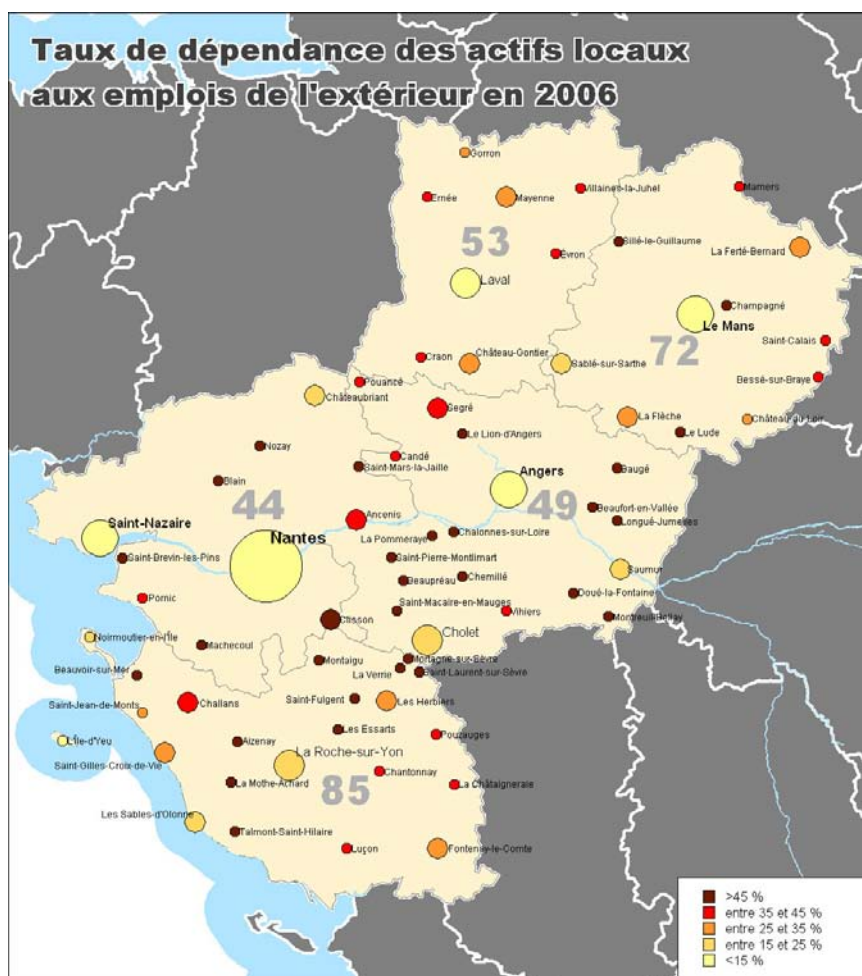 Taux de dépendance des actifs locaux
aux emplois de l'extérieur en 2006
Gorron
Ernée
Mayenne
Villaines-la-Juhel
Mamers
53
Sillé-le-Guillaume
La Ferté-Bernard
Évron
Laval
Champagné
Le Mans
72
Saint-Calais
Craon
Château-Gontier
Sablé-sur-Sarthe
Bessé-sur-Braye
Pouancé
Châteaubriant
Segré
La Flèche
Château-du-Loir
Le Lion-d'Angers
Le Lude
Nozay
Candé
Saint-Mars-la-Jaille
Angers
Baugé
Blain
44
49
Beaufort-en-Vallée
Ancenis
Longué-Jumelles
Saint-Nazaire
Nantes
La Pommeraye
Chalonnes-sur-Loire
Saint-Brevin-les-Pins
Saint-Pierre-Montlimart
Saumur
Beaupréau
Chemillé
Doué-la-Fontaine
Pornic
Saint-Macaire-en-Mauges
Vihiers
Montreuil-Bellay
Clisson
Noirmoutier-en-l'Île
Cholet
Machecoul
Montaigu
Mortagne-sur-Sèvre
Beauvoir-sur-Mer
La Verrie
Saint-Laurent-sur-Sèvre
Saint-Fulgent
Challans
Les Herbiers
Saint-Jean-de-Monts
Les Essarts
Pouzauges
L'Île-d'Yeu
Aizenay
La Roche-sur-Yon
Saint-Gilles-Croix-de-Vie
Chantonnay
La Mothe-Achard
La Châtaigneraie
85
Les Sables-d'Olonne
Talmont-Saint-Hilaire
Luçon
Fontenay-le-Comte
>45 %
entre 35 et 45 %
entre 25 et 35 %
entre 15 et 25 %
<15 %